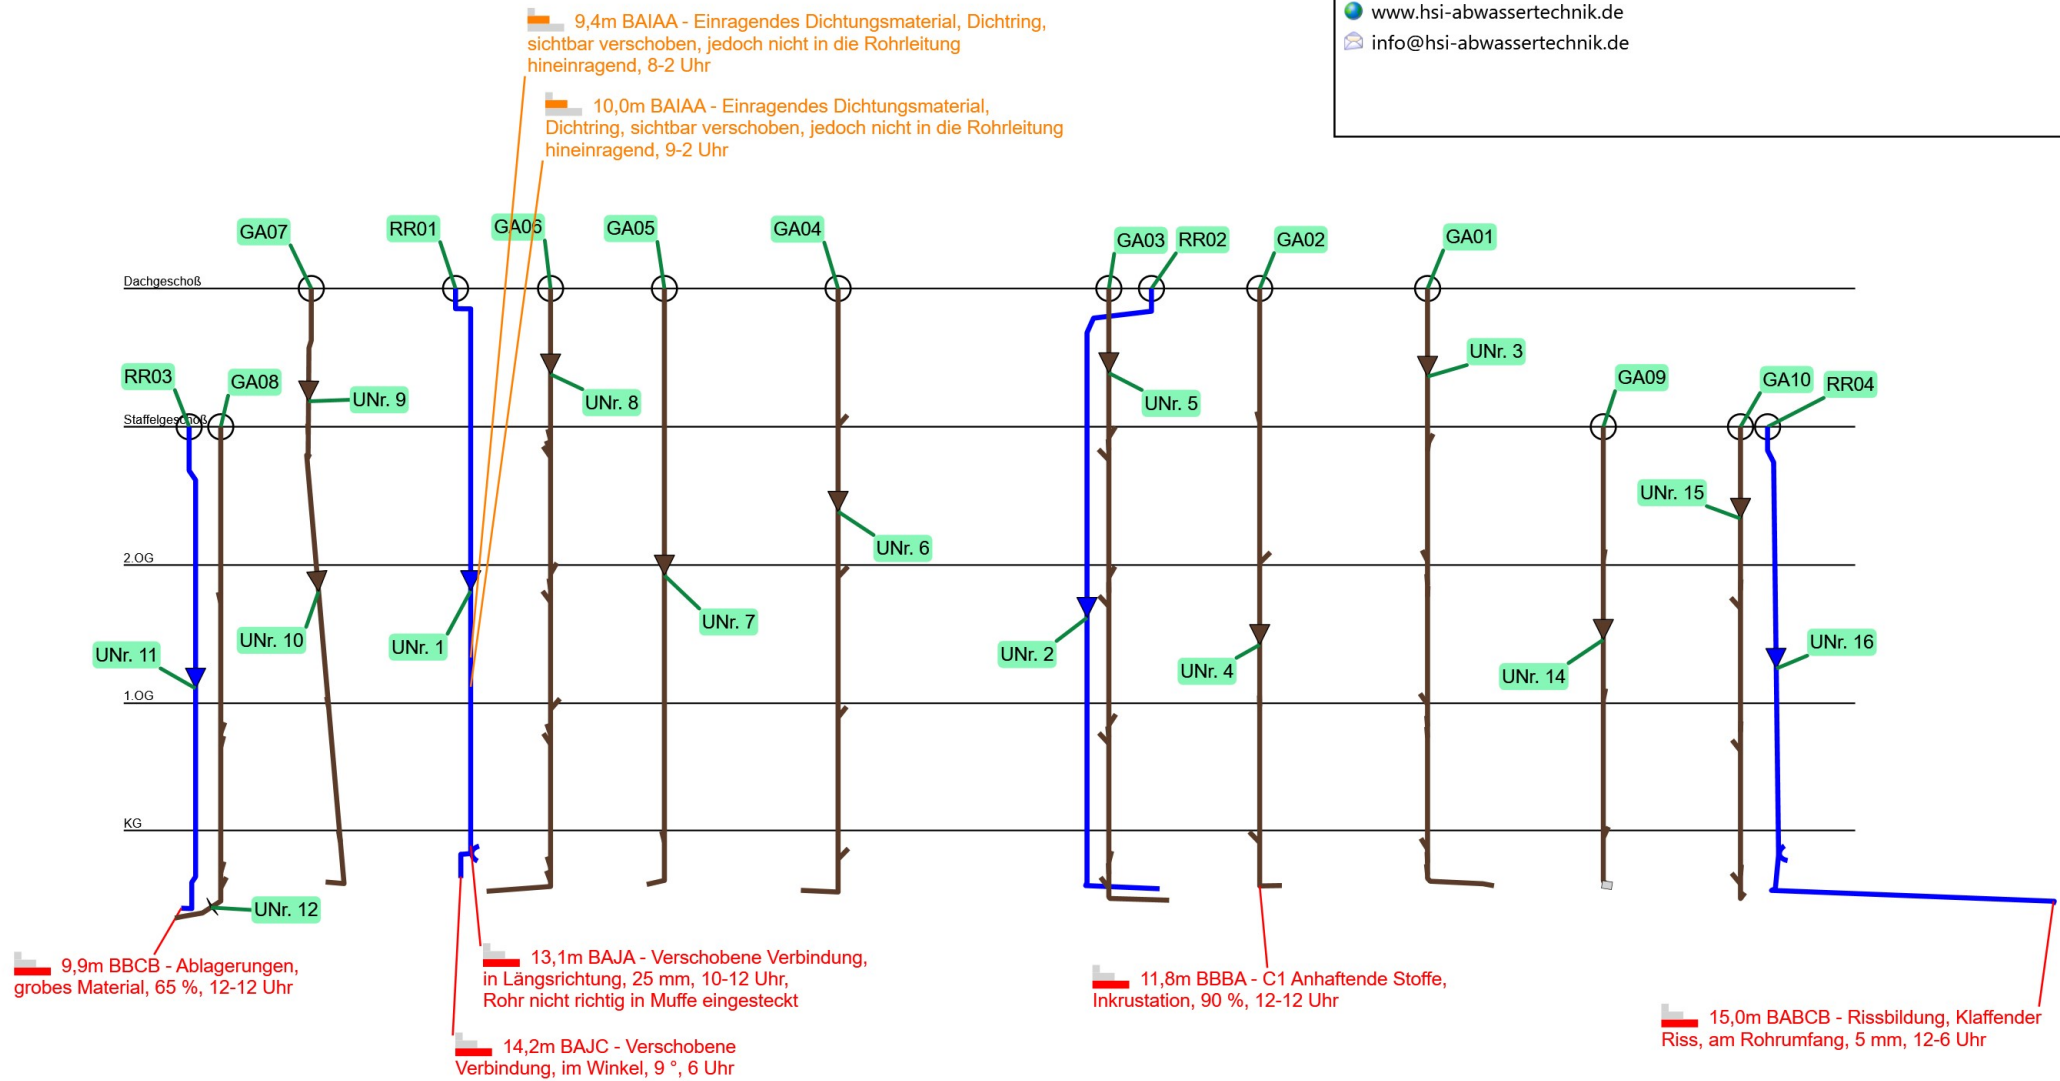 www.hsi-abwassertechnik.de
info@hsi-abwassertechnik.de
9,4m BAIAA - Einragendes Dichtungsmaterial, Dichtring,
sichtbar verschoben, jedoch nicht in die Rohrleitung
hineinragend, 8-2 Uhr
10,0m BAIAA - Einragendes Dichtungsmaterial,
Dichtring, sichtbar verschoben, jedoch nicht in die Rohrleitung
hineinragend, 9-2 Uhr
GA07
RR01
GA06
GA05
GA04
GA03
RR02
GA02
GA01
Dachgeschoß
UNr. 3
RR03
GA08
UNr. 9
UNr. 8
UNr. 5
GA09
GA10
RR04
Staffelgeschoß
UNr. 15
UNr. 6
2.OG
UNr. 7
UNr. 10
UNr. 1
UNr. 11
UNr. 2
UNr. 4
UNr. 14
UNr. 16
1.OG
KG
UNr. 12
9,9m BBCB - Ablagerungen,
grobes Material, 65 %, 12-12 Uhr
13,1m BAJA - Verschobene Verbindung,
in Längsrichtung, 25 mm, 10-12 Uhr,
Rohr nicht richtig in Muffe eingesteckt
14,2m BAJC - Verschobene
Verbindung, im Winkel, 9 °, 6 Uhr
11,8m BBBA - C1 Anhaftende Stoffe,
Inkrustation, 90 %, 12-12 Uhr
15,0m BABCB - Rissbildung, Klaffender
Riss, am Rohrumfang, 5 mm, 12-6 Uhr